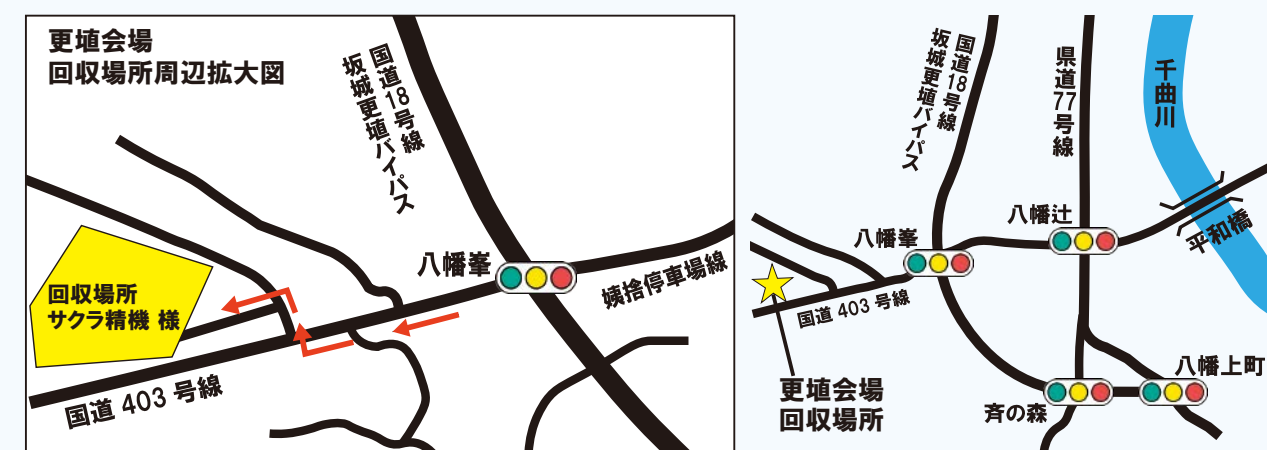 更埴会場
回収場所周辺拡大図
国道18号線
坂城更埴バイパス
八幡峯
姨捨停車場線
回収場所
サクラ精機 様
国道 403 号線
国道18号線
坂城更埴バイパス
県道77号線
千曲川
八幡辻
平和橋
八幡峯
国道 403 号線
八幡上町
更埴会場
回収場所
斉の森